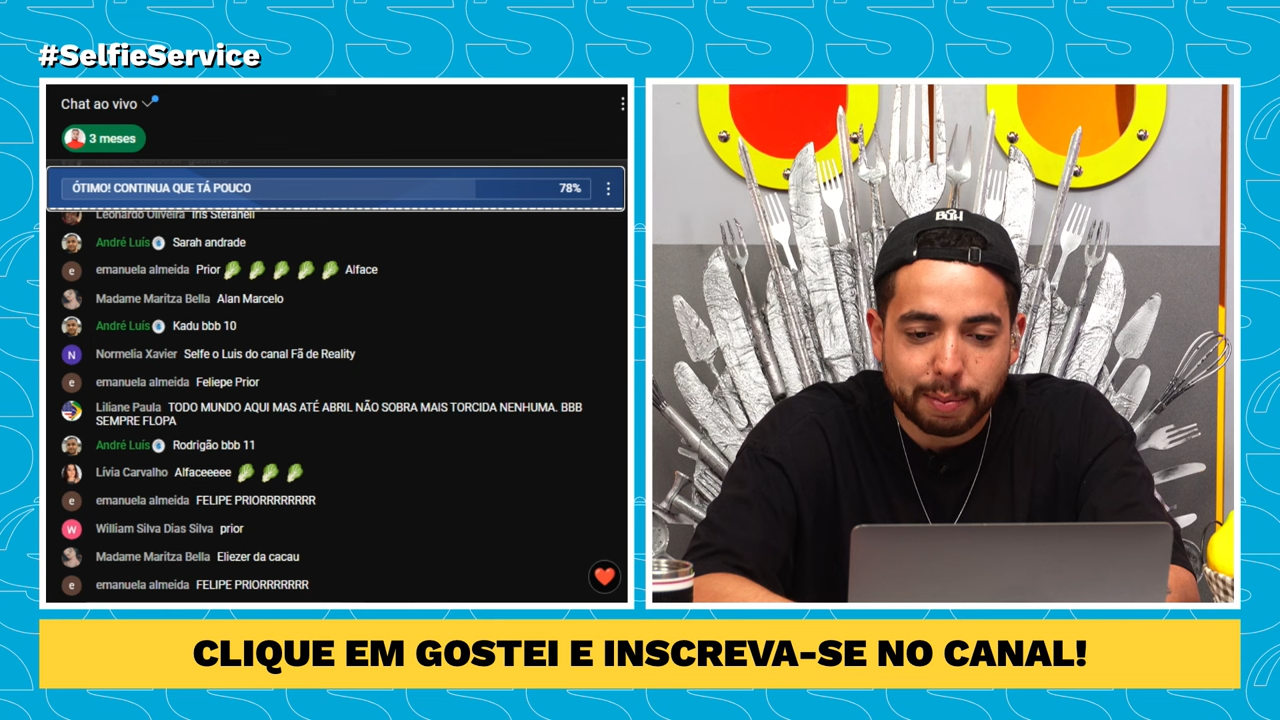 #SelfieService
Chat ao vivo
3 meses
ÓTIMO! CONTINUA QUE TÁ POUCO 78%
Leonardo Oliveira Iris Stefanell
André Luís Sarah andrade
e emanuela almeida Prior Alface
Madame Maritza Bella Alan Marcelo
André Luís Kadu bbb 10
N Normelia Xavier Selfe o Luis do canal Fã de Reality
e emanuela almeida Feliepe Prior
Liliane Paula TODO MUNDO AQUI MAS ATÉ ABRIL NÃO SOBRA MAIS TORCIDA NENHUMA. BBB
SEMPRE FLOPA
André Luís Rodrigão bbb 11
Lívia Carvalho Alfaceeeee
e emanuela almeida FELIPE PRIORRRRRRRR
W William Silva Dias Silva prior
Madame Maritza Bella Eliezer da cacau
e emanuela almeida FELIPE PRIORRRRRRR
CLIQUE EM GOSTEI E INSCREVA-SE NO CANAL!